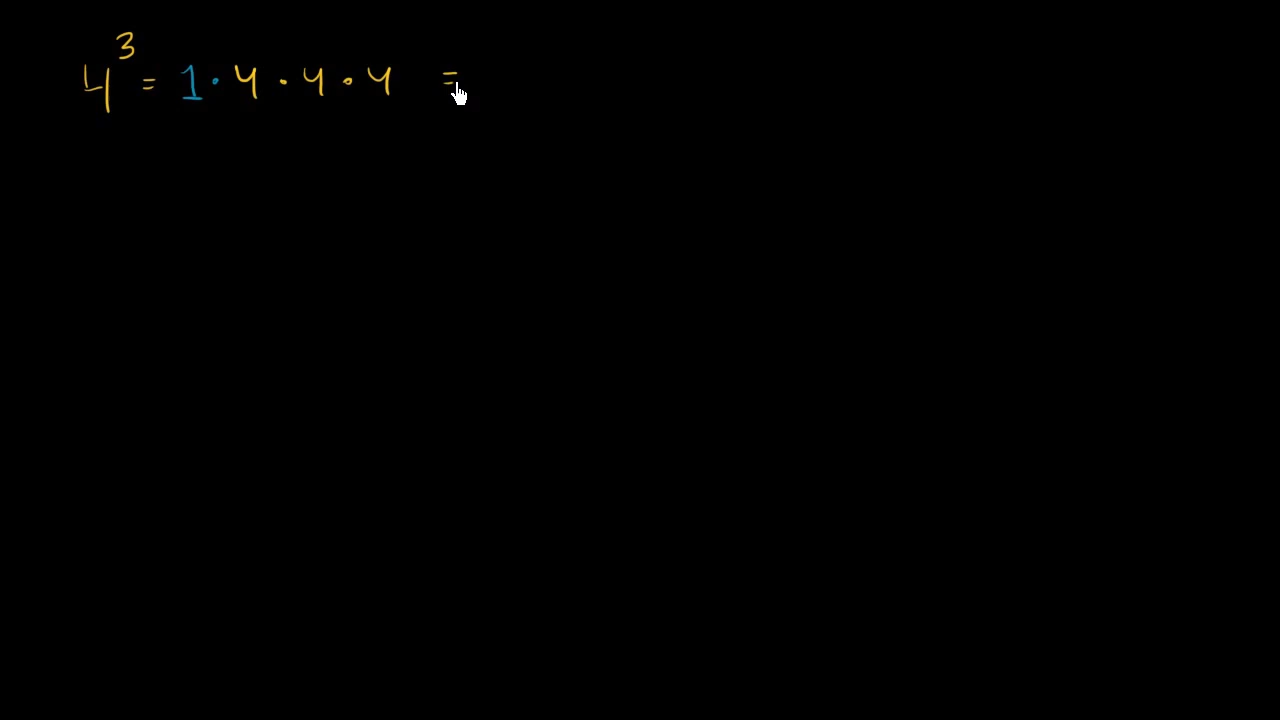 4³ = 1 · 4 · 4 · 4 =